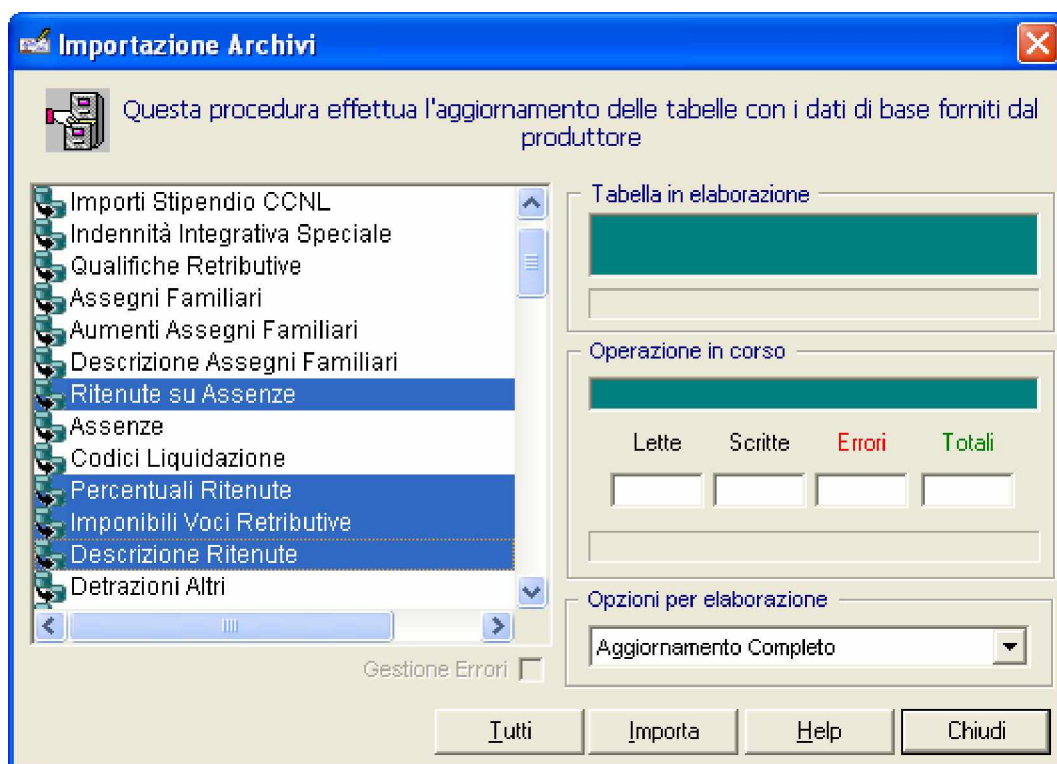 Importazione Archivi
Questa procedura effettua l'aggiornamento delle tabelle con i dati di base forniti dal
produttore
Importi Stipendio CCNL
Indennità Integrativa Speciale
Qualifiche Retributive
Assegni Familiari
Aumenti Assegni Familiari
Descrizione Assegni Familiari
Ritenute su Assenze
Assenze
Codici Liquidazione
Percentuali Ritenute
Imponibili Voci Retributive
Descrizione Ritenute
Detrazioni Altri
Gestione Errori
Tabella in elaborazione
Operazione in corso
Lette Scritte Errori Totali
Opzioni per elaborazione
Aggiornamento Completo
Tutti Importa Help Chiudi